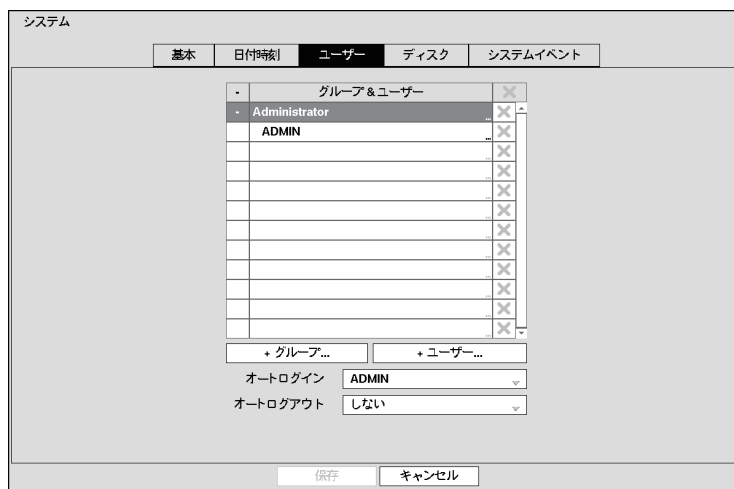 システム
基本 日付時刻 ユーザー ディスク システムイベント
- グループ&ユーザー
- Administrator ...
ADMIN ...
...
...
...
...
...
...
...
...
...
...
+ グループ... + ユーザー...
オートログイン ADMIN
オートログアウト しない
保存 キャンセル